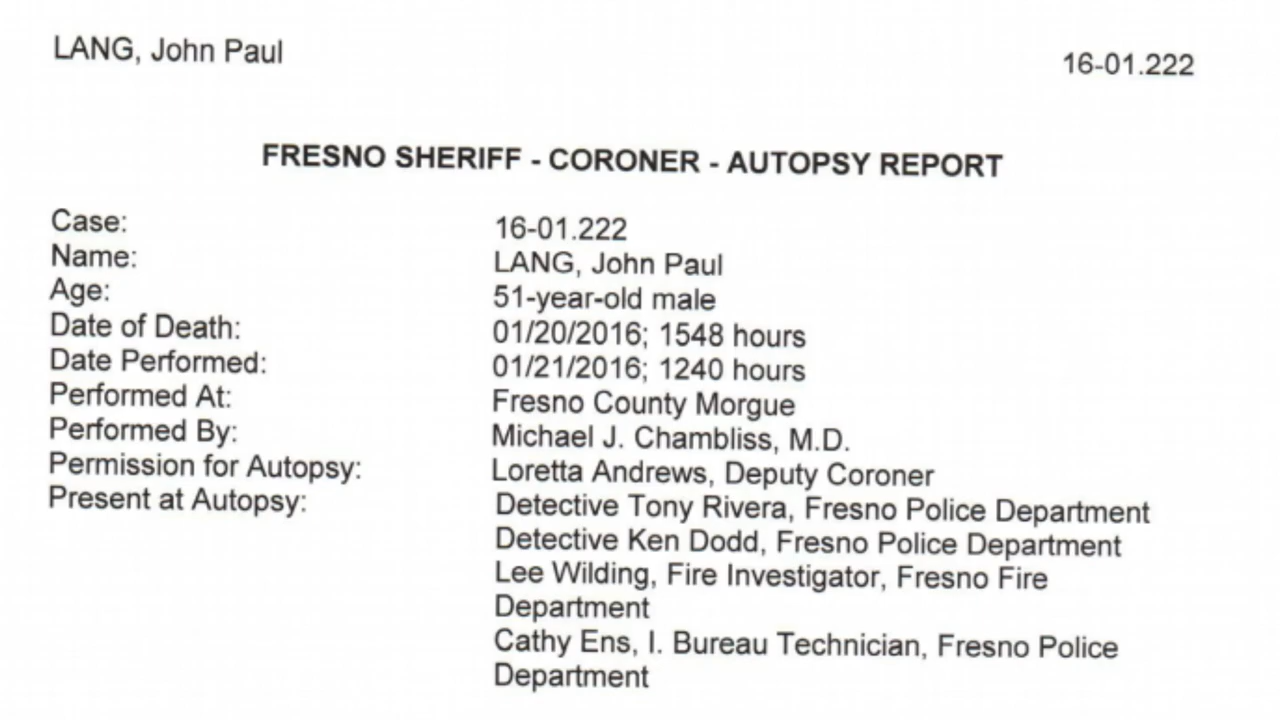 LANG, John Paul
16-01.222
FRESNO SHERIFF - CORONER - AUTOPSY REPORT
Case: 16-01.222
Name: LANG, John Paul
Age: 51-year-old male
Date of Death: 01/20/2016; 1548 hours
Date Performed: 01/21/2016; 1240 hours
Performed At: Fresno County Morgue
Performed By: Michael J. Chambliss, M.D.
Permission for Autopsy: Loretta Andrews, Deputy Coroner
Present at Autopsy: Detective Tony Rivera, Fresno Police Department
Detective Ken Dodd, Fresno Police Department
Lee Wilding, Fire Investigator, Fresno Fire
Department
Cathy Ens, I. Bureau Technician, Fresno Police
Department